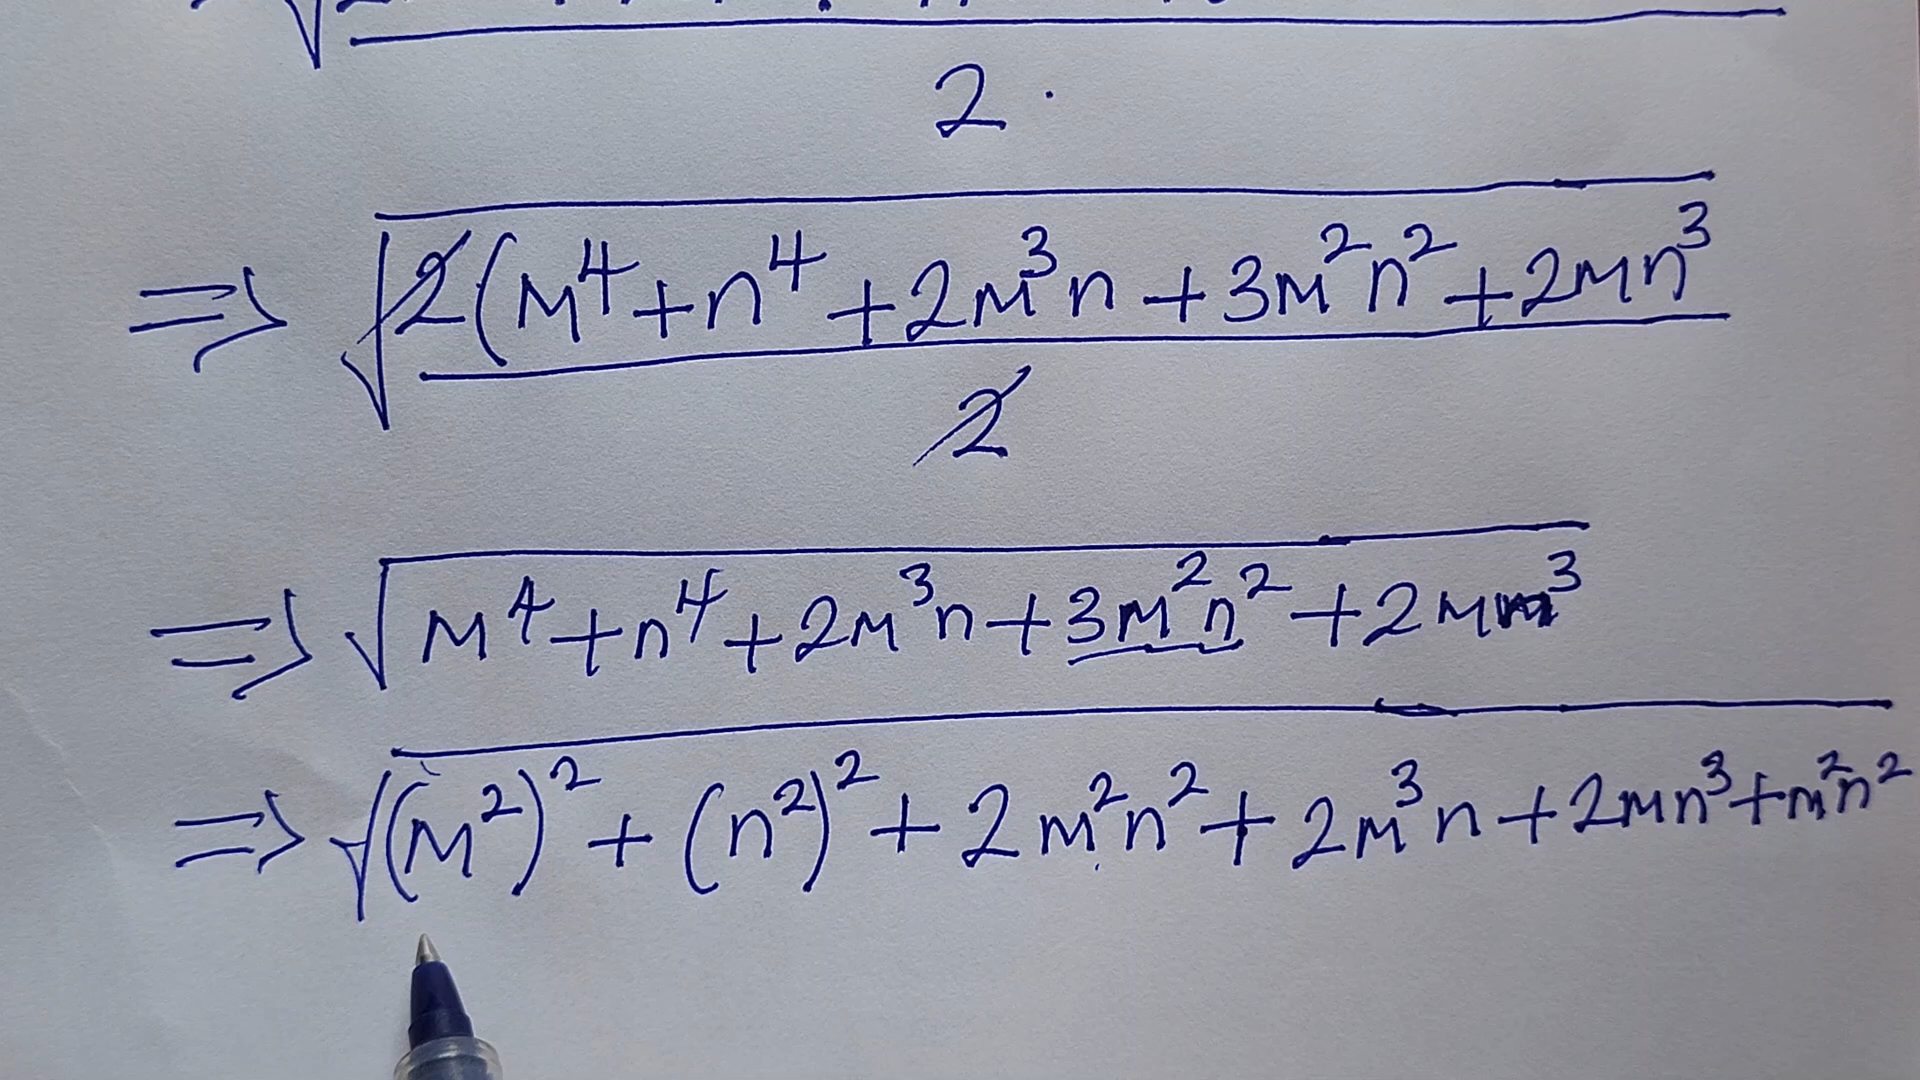 2 .
⇒ √(2(m⁴ + n⁴ + 2m³n + 3m²n² + 2mn³
2
⇒ √(m⁴ + n⁴ + 2m³n + 3m²n² + 2mn³)
⇒ √((m²)² + (n²)² + 2m²n² + 2m³n + 2mn³ + m²n²)